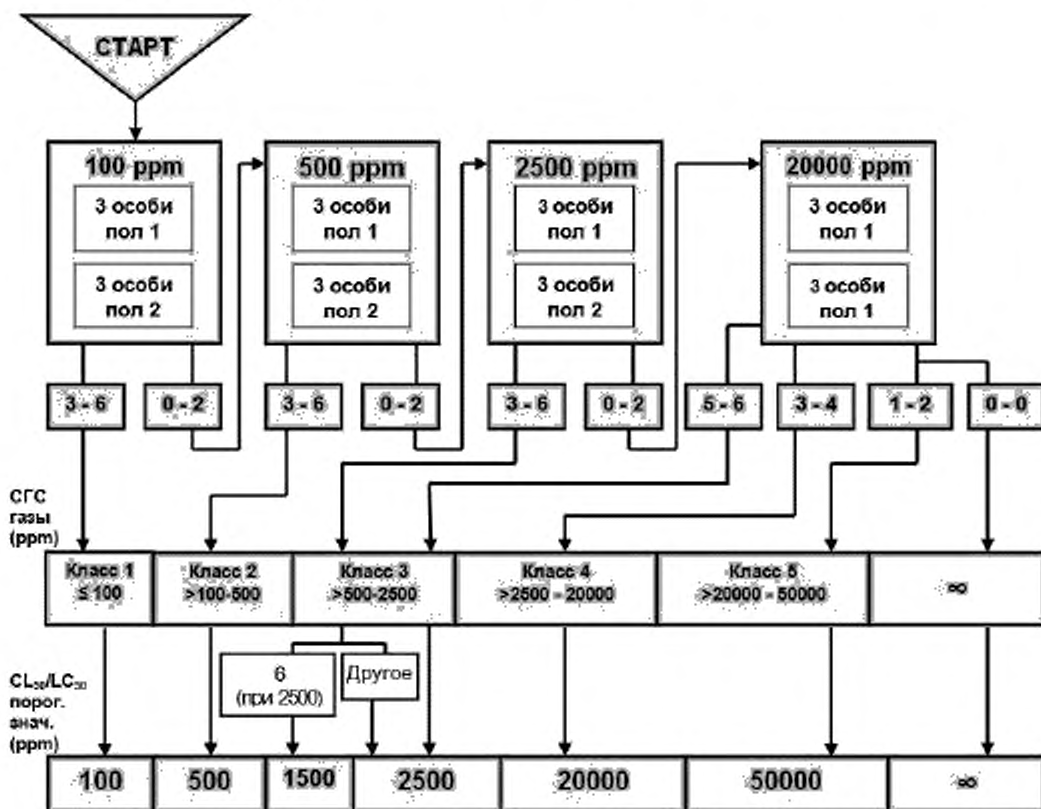 СТАРТ
100 ppm
500 ppm
2500 ppm
20000 ppm
3 особи
пол 1
3 особи
пол 1
3 особи
пол 1
3 особи
пол 1
3 особи
пол 2
3 особи
пол 2
3 особи
пол 2
3 особи
пол 1
3 - 6
0 - 2
3 - 6
0 - 2
3 - 6
0 - 2
5 - 6
3 - 4
1 - 2
0 - 0
СГС
газы
(ppm)
Класс 1
≤ 100
Класс 2
>100-500
Класс 3
>500-2500
Класс 4
>2500 - 20000
Класс 5
>20000 - 50000
∞
6
(при 2500)
Другое
CL₅₀/LC₅₀
порог.
знач.
(ppm)
100
500
1500
2500
20000
50000
∞